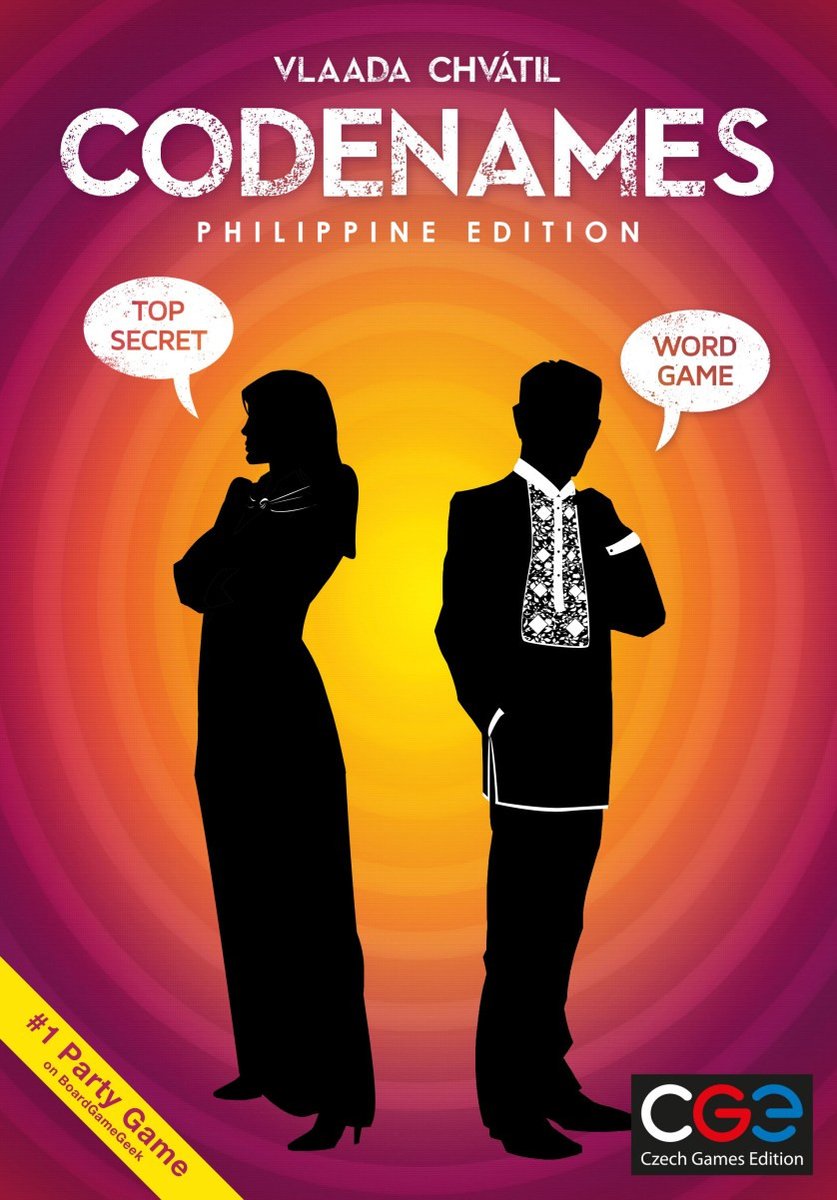 VLAADA CHVÁTIL
CODENAMES
PHILIPPINE EDITION
TOP
SECRET
WORD
GAME
#1 Party Game
on BoardGameGeek
CGE
Czech Games Edition